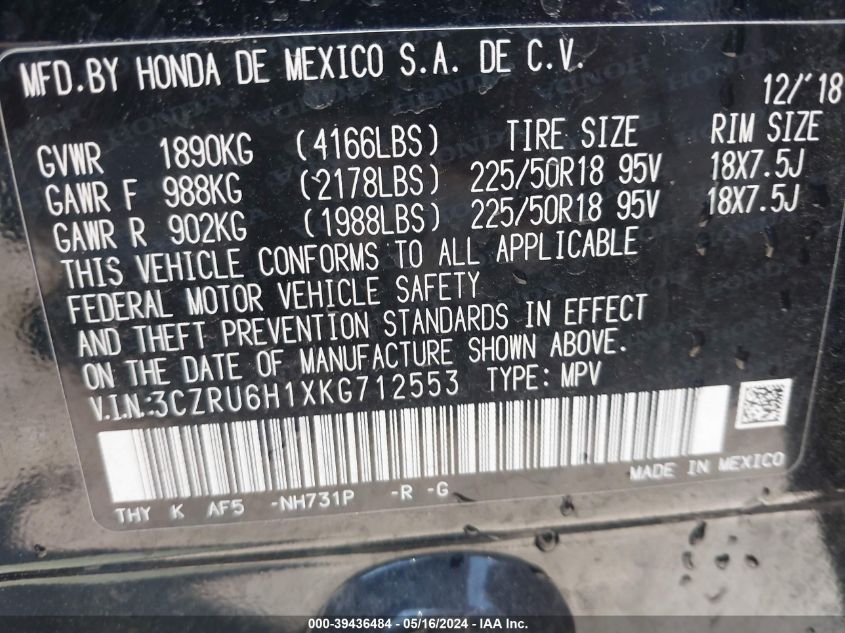 MFD.BY HONDA DE MEXICO S.A. DE C.V.
12/'18
GVWR 1890KG (4166LBS) TIRE SIZE RIM SIZE
GAWR F 988KG (2178LBS) 225/50R18 95V 18X7.5J
GAWR R 902KG (1988LBS) 225/50R18 95V 18X7.5J
THIS VEHICLE CONFORMS TO ALL APPLICABLE
FEDERAL MOTOR VEHICLE SAFETY
AND THEFT PREVENTION STANDARDS IN EFFECT
ON THE DATE OF MANUFACTURE SHOWN ABOVE.
V.I.N.:3CZRU6H1XKG712553 TYPE: MPV
MADE IN MEXICO
THY K AF5 -NH731P -R -G
000-39436484 - 05/16/2024 - IAA Inc.